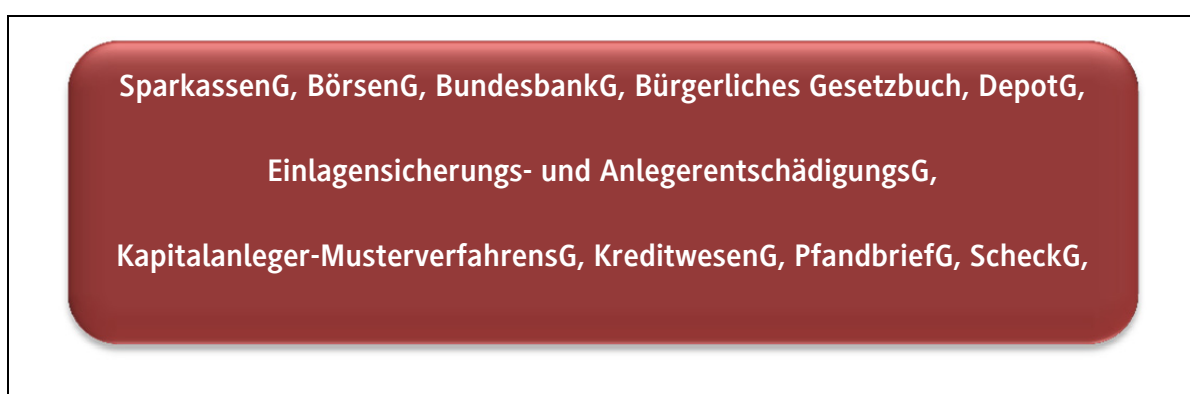 SparkassenG, BörsenG, BundesbankG, Bürgerliches Gesetzbuch, DepotG,
Einlagensicherungs- und AnlegerentschädigungsG,
Kapitalanleger-MusterverfahrensG, KreditwesenG, PfandbriefG, ScheckG,